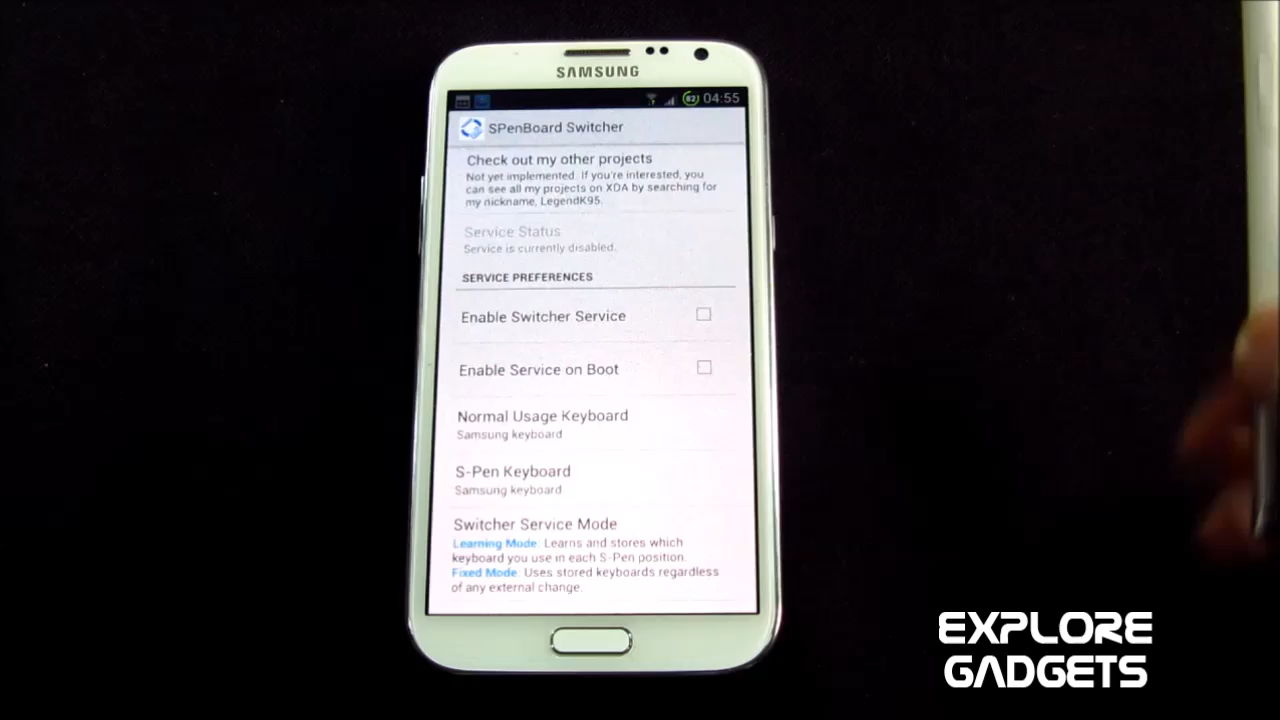 SAMSUNG
82 04:55
SPenBoard Switcher
Check out my other projects
Not yet implemented. If you're interested, you
can see all my projects on XDA by searching for
my nickname, LegendK95.
Service Status
Service is currently disabled.
SERVICE PREFERENCES
Enable Switcher Service
Enable Service on Boot
Normal Usage Keyboard
Samsung keyboard
S-Pen Keyboard
Samsung keyboard
Switcher Service Mode
Learning Mode: Learns and stores which
keyboard you use in each S-Pen position.
Fixed Mode: Uses stored keyboards regardless
of any external change.
EXPLORE
GADGETS